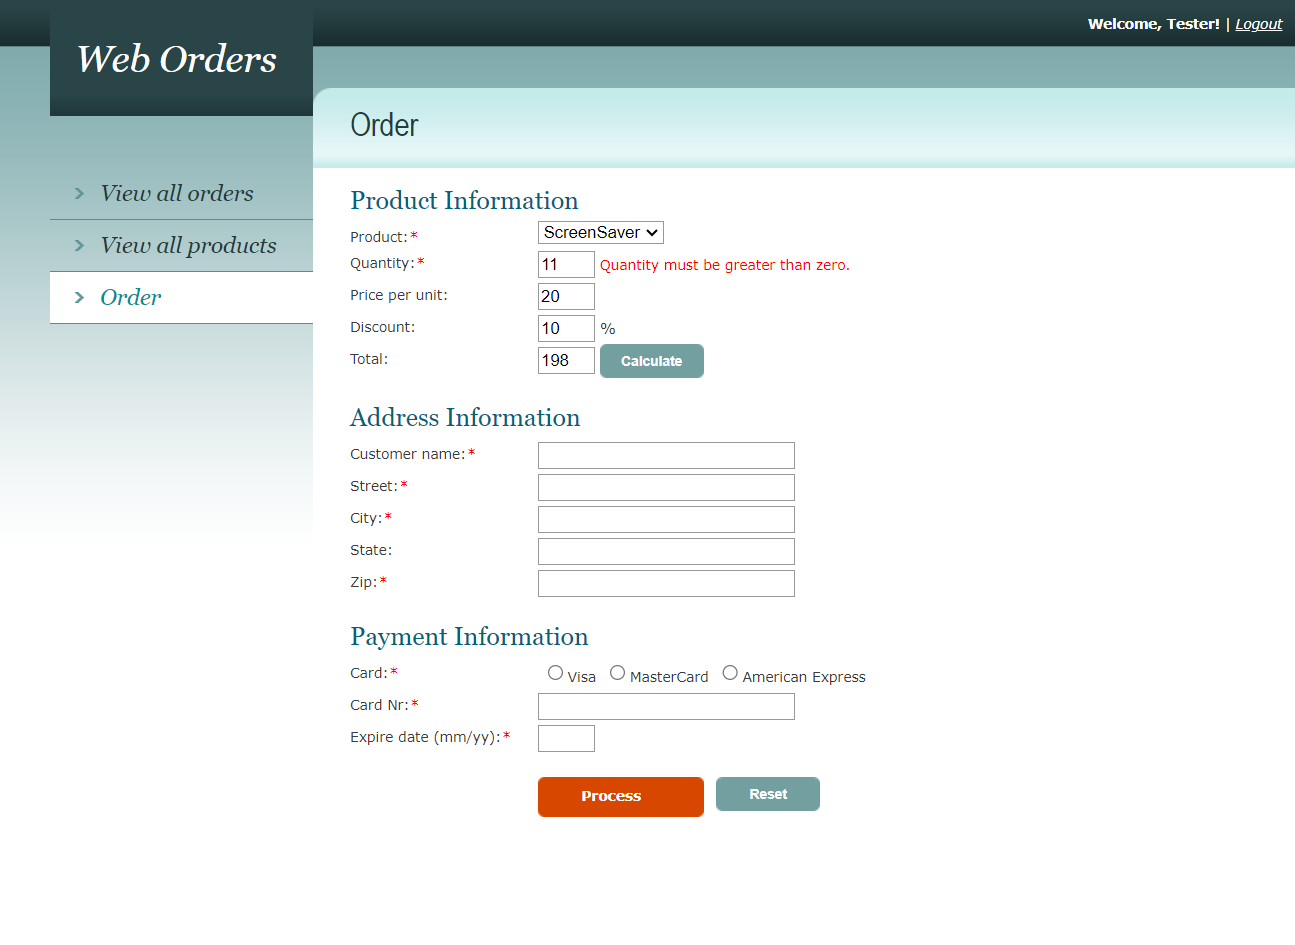 Welcome, Tester! | Logout
Web Orders
Order
View all orders
View all products
Order
Product Information
Product:* ScreenSaver
Quantity:* 11 Quantity must be greater than zero.
Price per unit: 20
Discount: 10 %
Total: 198 Calculate
Address Information
Customer name:*
Street:*
City:*
State:
Zip:*
Payment Information
Card:* Visa MasterCard American Express
Card Nr:*
Expire date (mm/yy):*
Process Reset